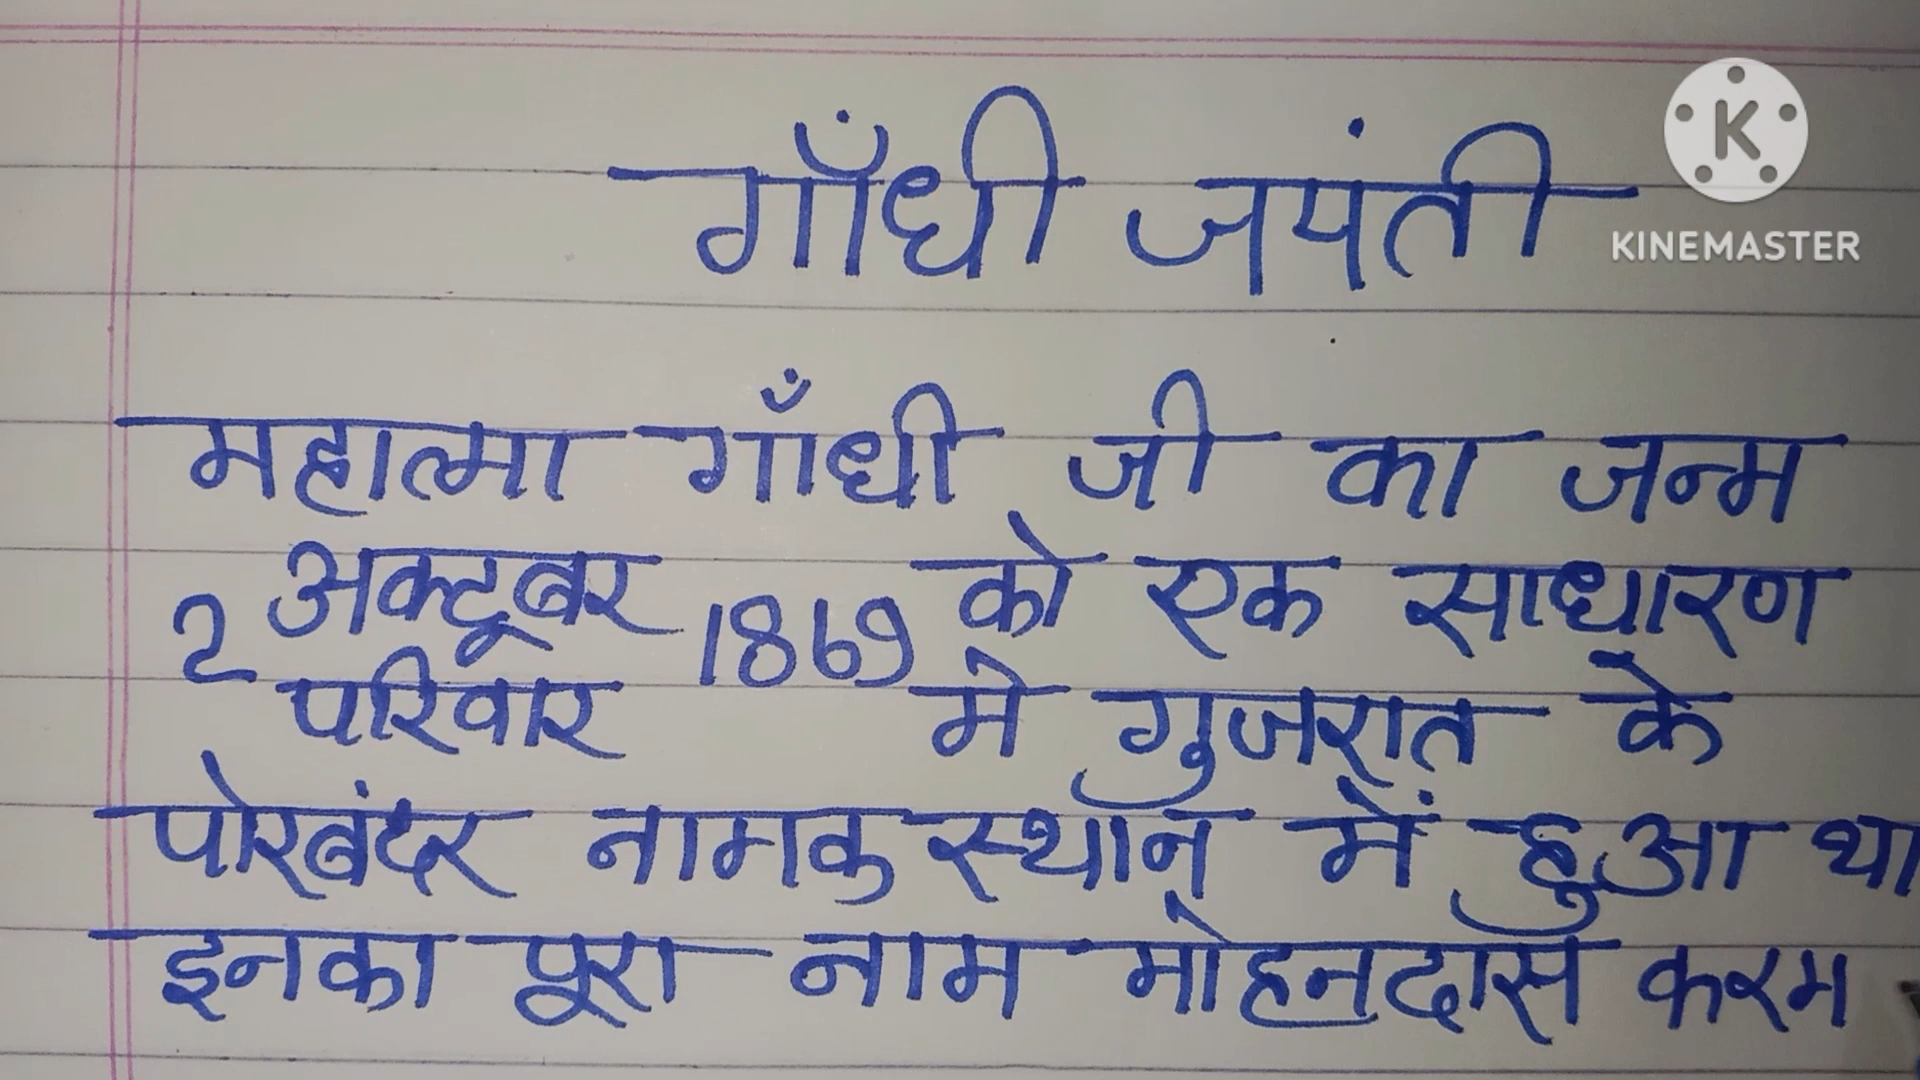 गाँधी जयंती
K
KINEMASTER
महात्मा गाँधी जी का जन्म
2 अक्टूबर 1869 को एक साधारण
परिवार मे गुजरात के
पोरबंदर नामक स्थान में हुआ था
इनका पूरा नाम मोहनदास करम